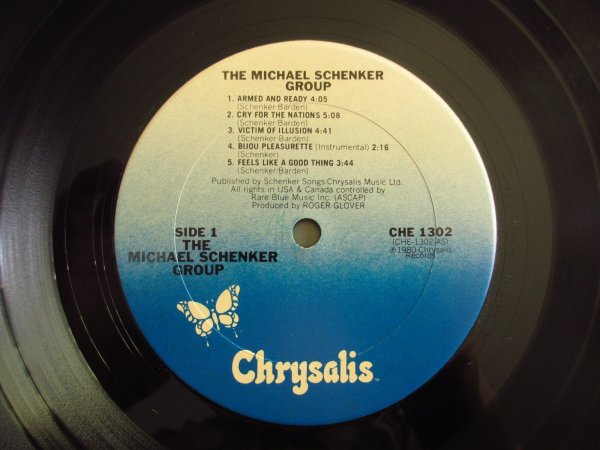 THE MICHAEL SCHENKER
GROUP
1. ARMED AND READY 4:05
(Schenker/Barden)
2. CRY FOR THE NATIONS 5:08
(Schenker/Barden)
3. VICTIM OF ILLUSION 4:41
(Schenker/Barden)
4. BIJOU PLEASURETTE (Instrumental) 2:16
(Schenker)
5. FEELS LIKE A GOOD THING 3:44
(Schenker/Barden)
Published by Schenker Songs/Chrysalis Music Ltd.
All rights in USA & Canada controlled by
Rare Blue Music Inc. (ASCAP)
Produced by ROGER GLOVER
SIDE 1
THE
MICHAEL SCHENKER
GROUP
CHE 1302
(CHE-1302-AS)
℗ 1980 Chrysalis
Records
Chrysalis™